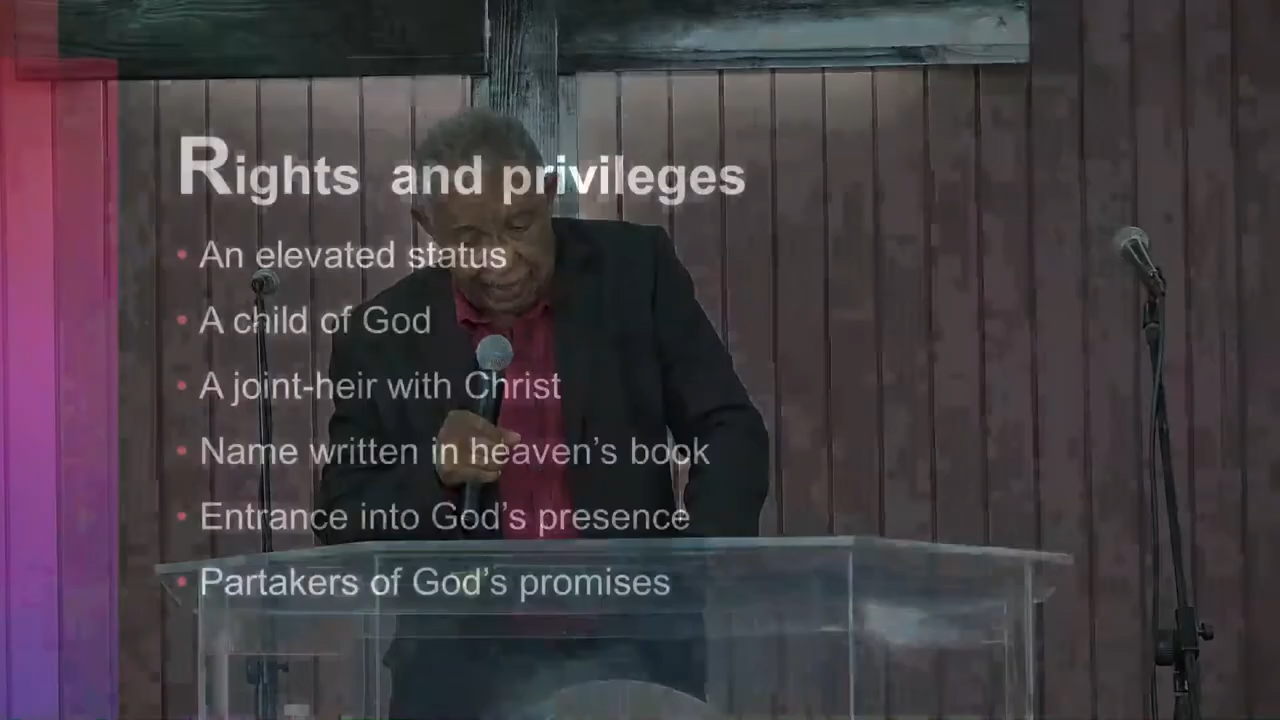 Rights and privileges
• An elevated status
• A child of God
• A joint-heir with Christ
• Name written in heaven’s book
• Entrance into God’s presence
• Partakers of God’s promises